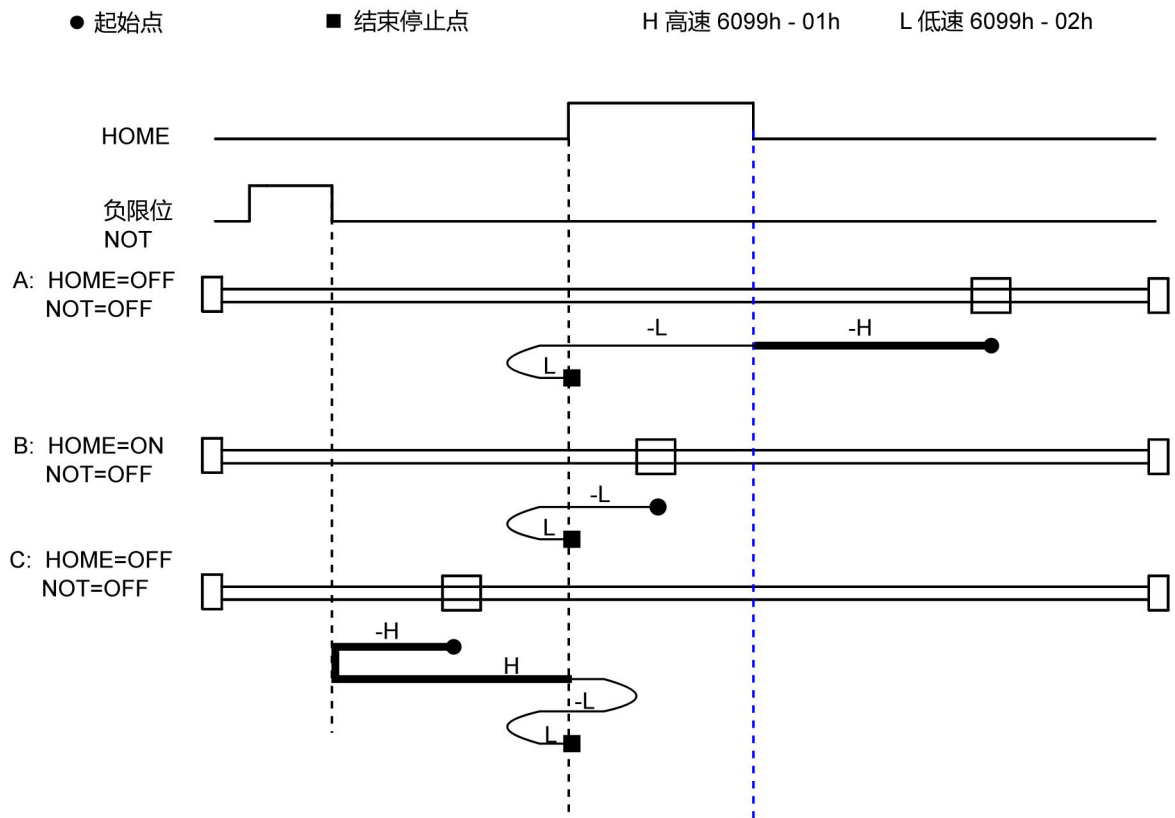 ● 起始点 ■ 结束停止点 H 高速 6099h - 01h L 低速 6099h - 02h
HOME
负限位
NOT
A: HOME=OFF
NOT=OFF
-L -H
L
B: HOME=ON
NOT=OFF
-L
L
C: HOME=OFF
NOT=OFF
-H
H
-L
L